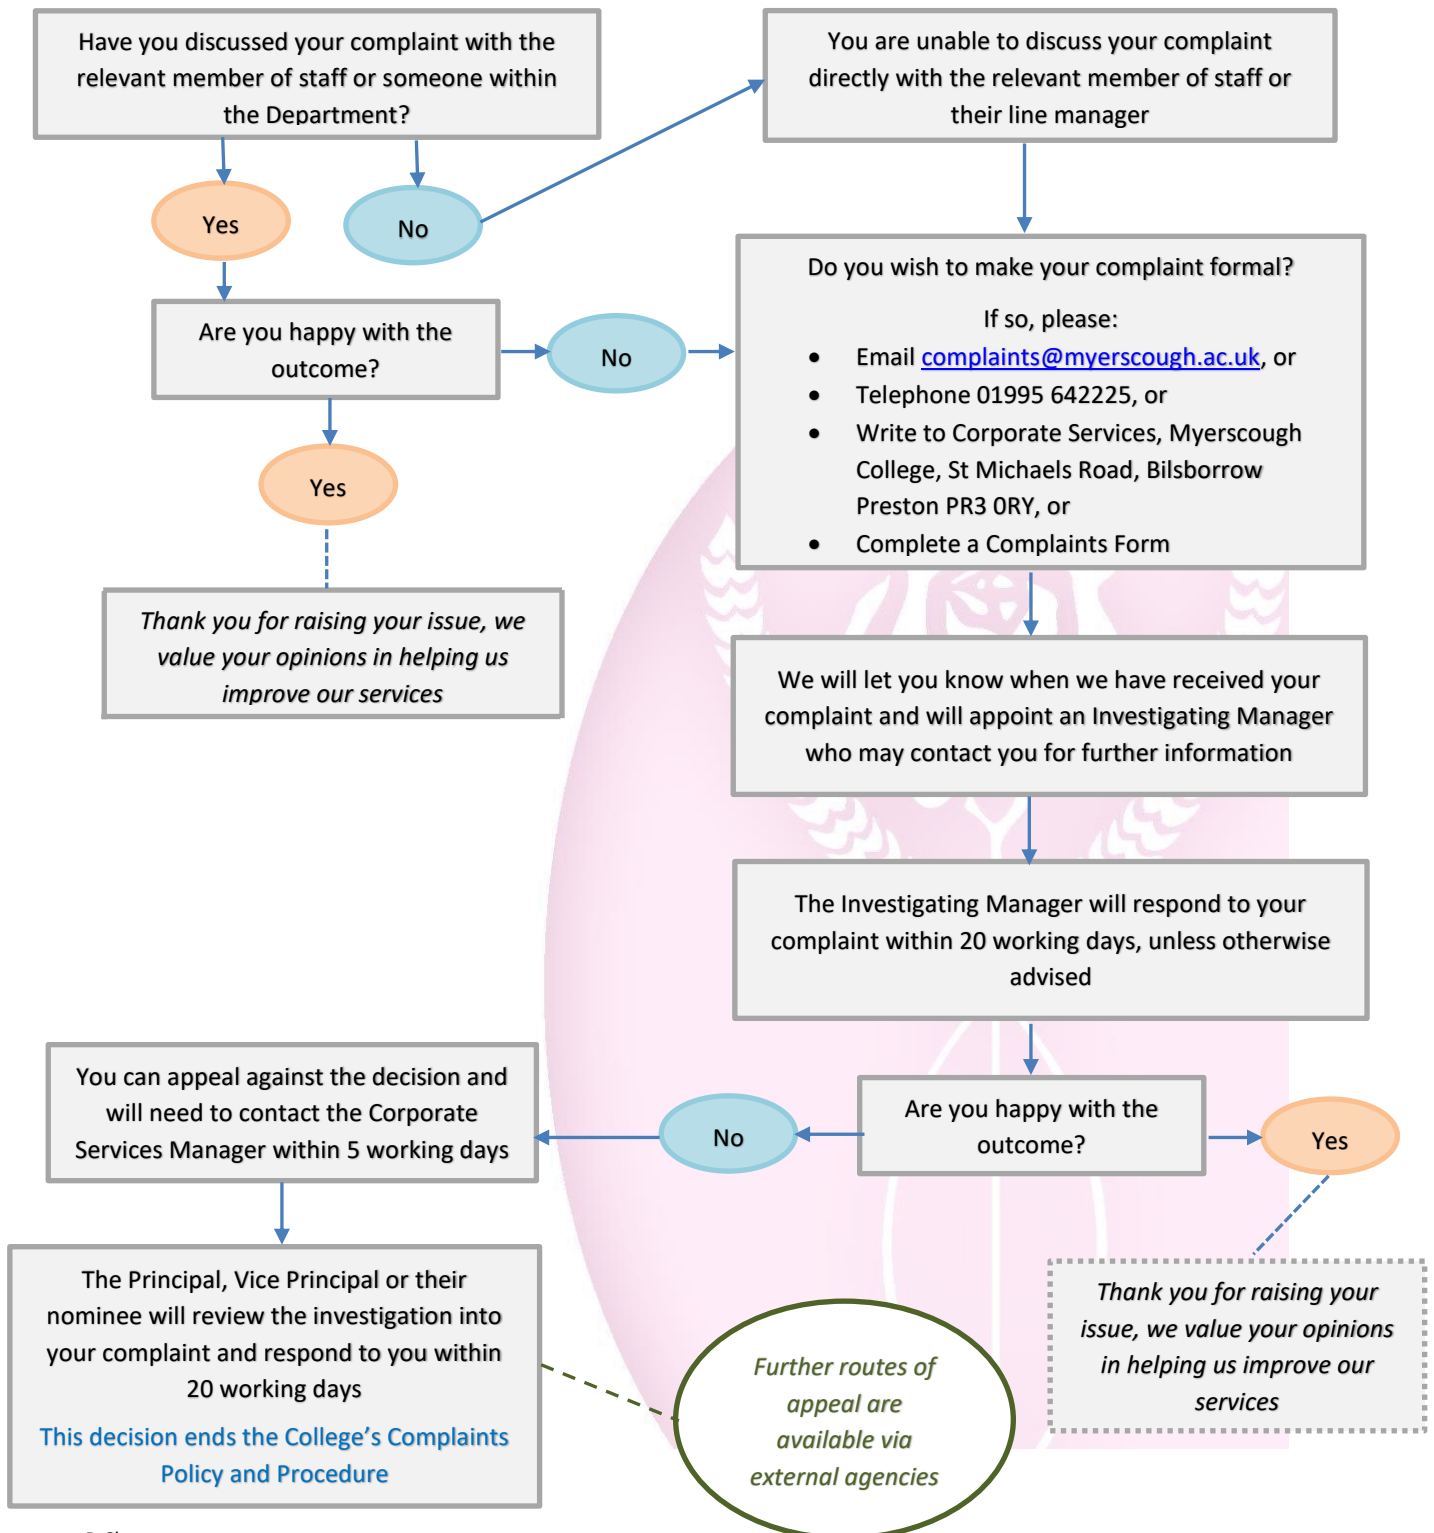 Have you discussed your complaint with the
relevant member of staff or someone within
the Department?
You are unable to discuss your complaint
directly with the relevant member of staff or
their line manager
Yes
No
Are you happy with the
outcome?
No
Do you wish to make your complaint formal?
If so, please:
• Email complaints@myerscough.ac.uk, or
• Telephone 01995 642225, or
• Write to Corporate Services, Myerscough
College, St Michaels Road, Bilsborrow
Preston PR3 0RY, or
• Complete a Complaints Form
Yes
Thank you for raising your issue, we
value your opinions in helping us
improve our services
We will let you know when we have received your
complaint and will appoint an Investigating Manager
who may contact you for further information
The Investigating Manager will respond to your
complaint within 20 working days, unless otherwise
advised
Are you happy with the
outcome?
No
Yes
You can appeal against the decision and
will need to contact the Corporate
Services Manager within 5 working days
Thank you for raising your
issue, we value your opinions
in helping us improve our
services
The Principal, Vice Principal or their
nominee will review the investigation into
your complaint and respond to you within
20 working days
This decision ends the College's Complaints
Policy and Procedure
Further routes of
appeal are
available via
external agencies